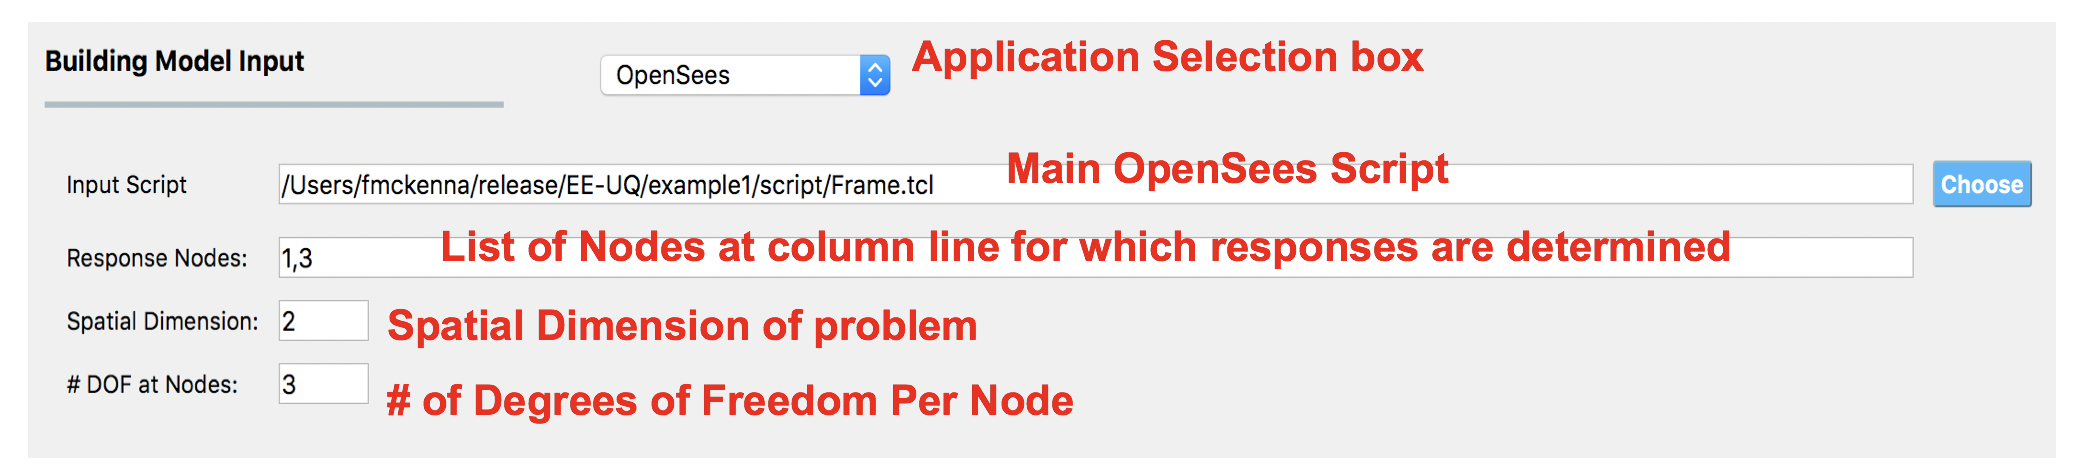 Building Model Input
OpenSees
Application Selection box
Main OpenSees Script
Input Script
/Users/fmckenna/release/EE-UQ/example1/script/Frame.tcl
Choose
List of Nodes at column line for which responses are determined
Response Nodes:
1,3
Spatial Dimension:
2
Spatial Dimension of problem
# DOF at Nodes:
3
# of Degrees of Freedom Per Node